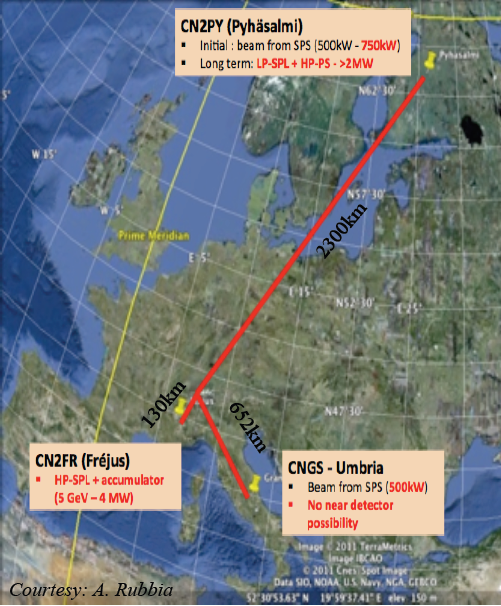 CN2PY (Pyhäsalmi)
▪ Initial : beam from SPS (500kW - 750kW)
▪ Long term: LP-SPL + HP-PS - >2MW
Pyhäsalmi
N62°30'
5°
W 15°
W 5°
N57°30'
Prime Meridian
2300km
E 5°
E 15°
N52°30'
E 25°
130km
652km
N47°30'
CN2FR (Fréjus)
▪ HP-SPL + accumulator
(5 GeV – 4 MW)
CNGS - Umbria
▪ Beam from SPS (500kW)
▪ No near detector
possibility
Image © 2011 TerraMetrics
Image IBCAO
© 2011 Cnes/Spot Image
Data SIO, NOAA, U.S. Navy, NGA, GEBCO
Courtesy: A. Rubbia
52°30'53.63" N 19°59'37.41" E elev 150 m